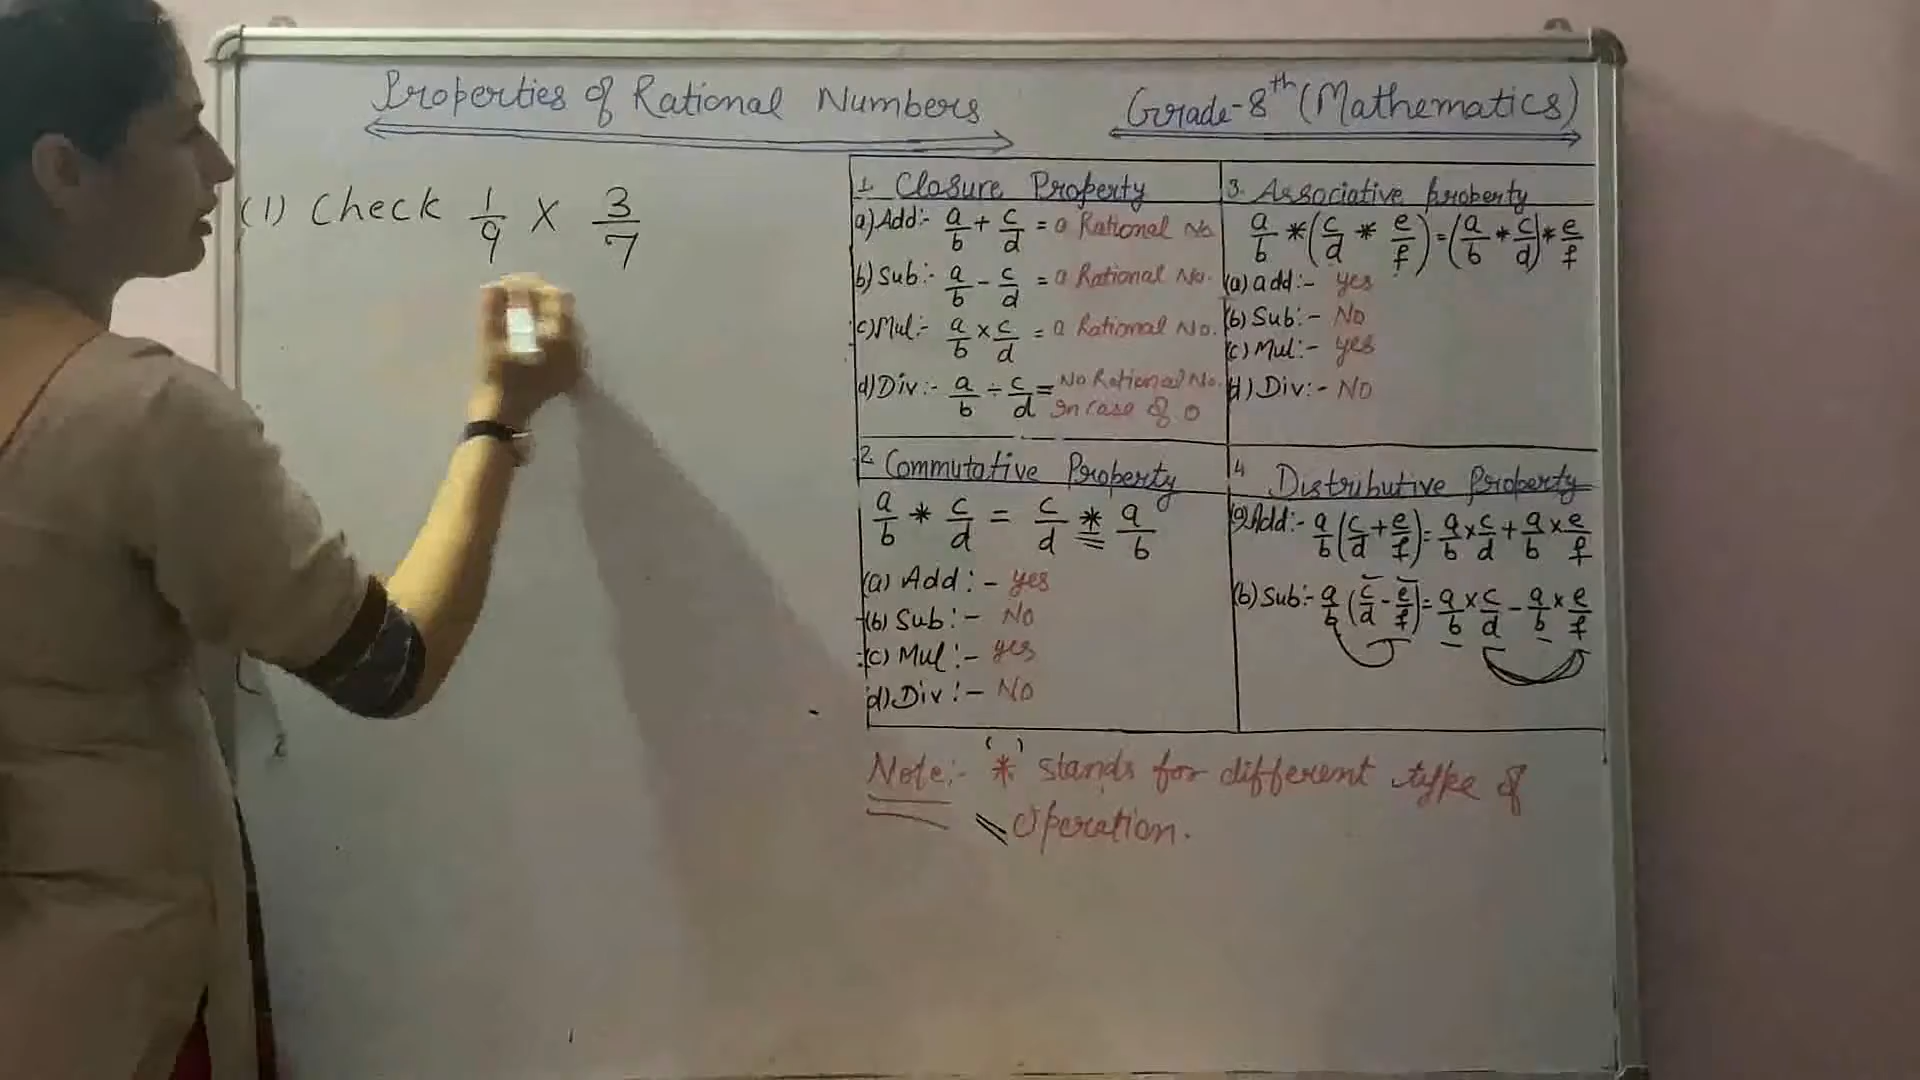 Properties of Rational Numbers
Grade-8th (Mathematics)
(1) Check 1/9 X 3/7
1. Closure Property
a) Add:- a/b + c/d = a Rational No
b) Sub:- a/b - c/d = a Rational No.
c) Mul:- a/b × c/d = a Rational No.
d) Div:- a/b ÷ c/d = No Rational No.
In case of 0
2 Commutative Property
a/b * c/d = c/d * a/b
(a) Add:- yes
(b) Sub:- No
(c) Mul:- yes
d) Div:- No
3. Associative property
a/b * (c/d * e/f) = (a/b * c/d) * e/f
(a) add:- yes
(b) Sub:- No
(c) Mul:- yes
d) Div:- No
4 Distributive Property
(a) Add:- a/b (c/d + e/f) = a/b × c/d + a/b × e/f
(b) Sub:- a/b (c/d - e/f) = a/b × c/d - a/b × e/f
Note:- '*' stands for different type of
operation.